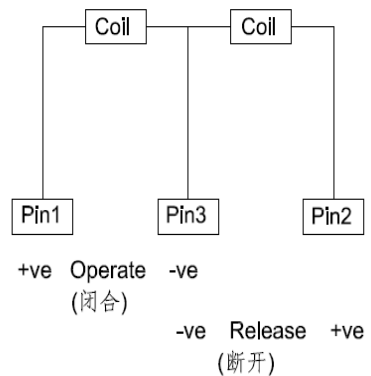 Coil Coil
Pin1 Pin3 Pin2
+ve Operate -ve
(闭合)
-ve Release +ve
(断开)